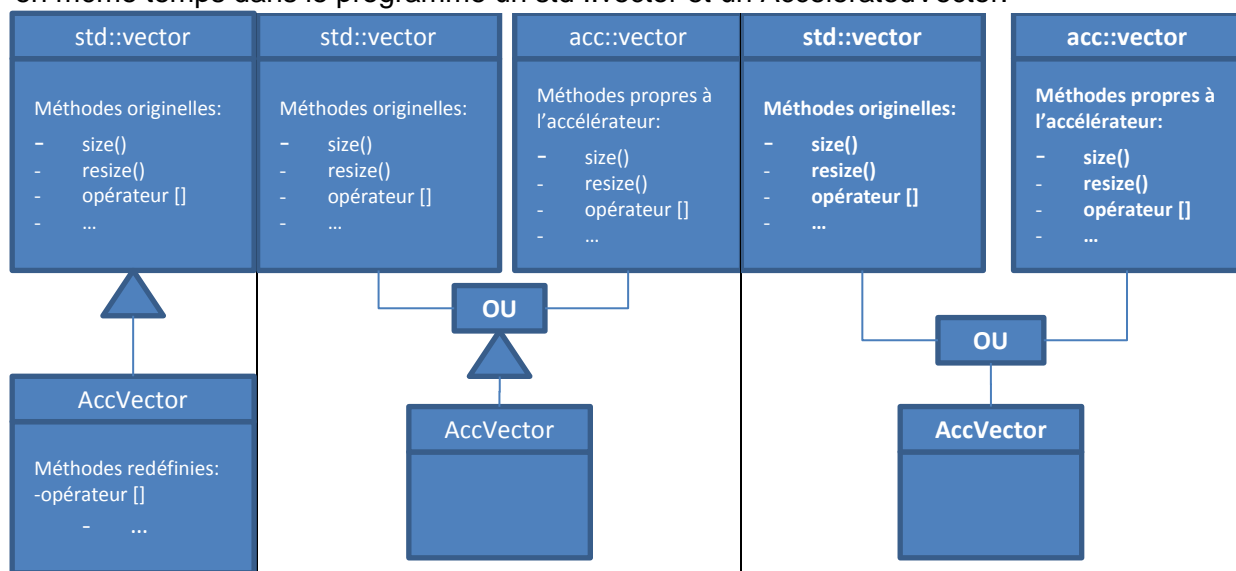 en même temps dans le programme un std ::vector et un AcceleratedVector.
std::vector
Méthodes originelles:
- size()
- resize()
- opérateur []
- ...
AccVector
Méthodes redéfinies:
-opérateur []
- ...
std::vector
Méthodes originelles:
- size()
- resize()
- opérateur []
- ...
acc::vector
Méthodes propres à
l'accélérateur:
- size()
- resize()
- opérateur []
- ...
OU
AccVector
std::vector
Méthodes originelles:
- size()
- resize()
- opérateur []
- ...
acc::vector
Méthodes propres à
l'accélérateur:
- size()
- resize()
- opérateur []
- ...
OU
AccVector